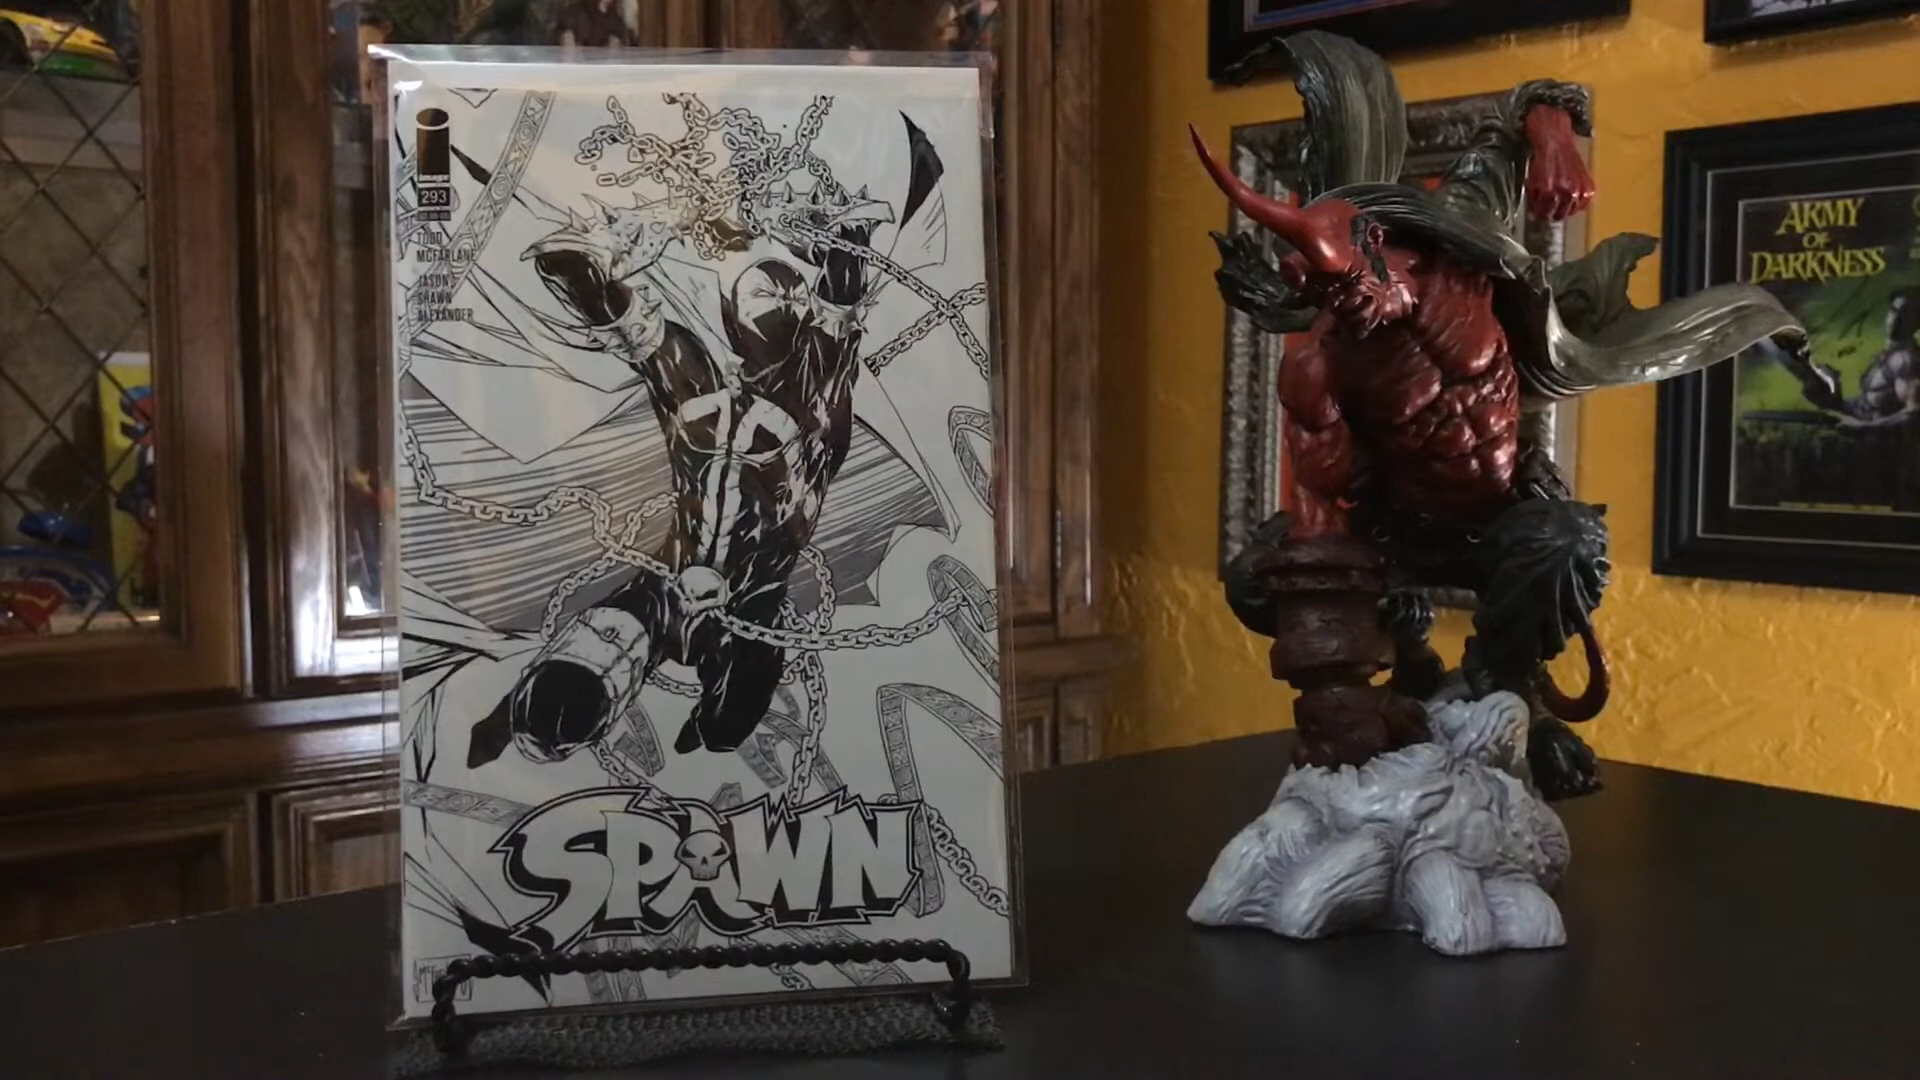 image
293
TODD
MCFARLANE
JASON
SHAWN
ALEXANDER
SPAWN
ARMY
OF
DARKNESS